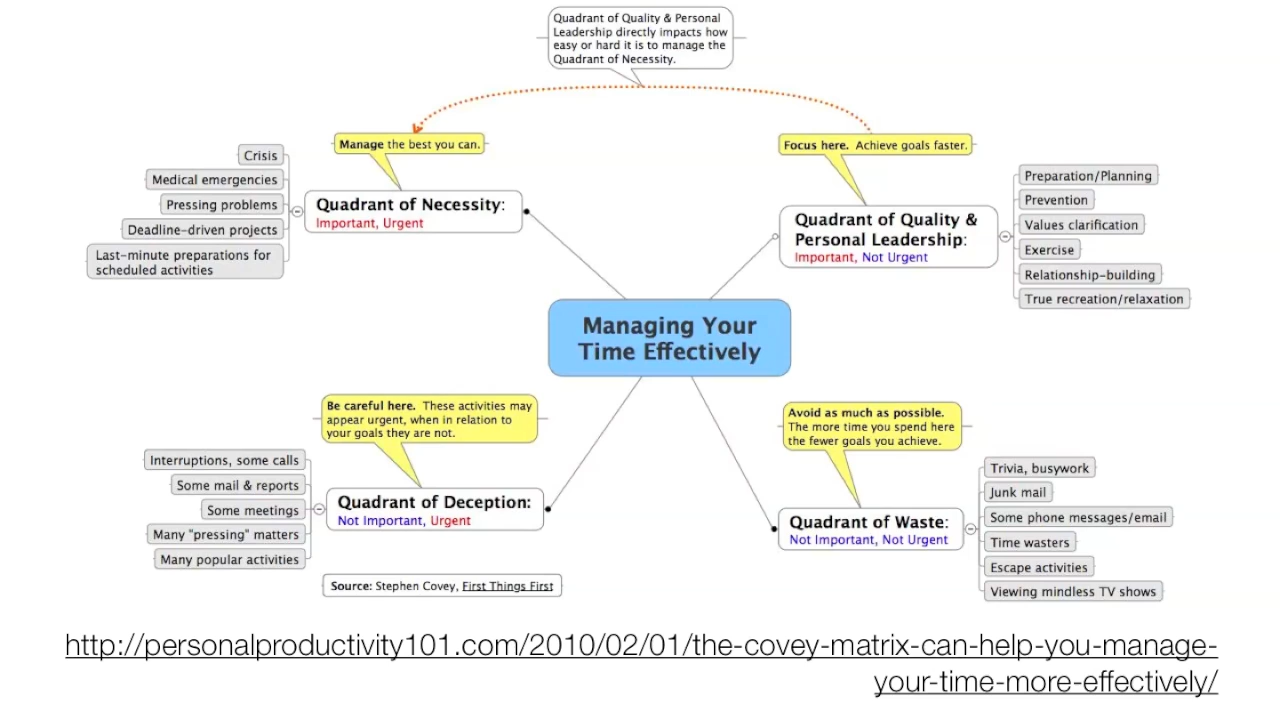 Quadrant of Quality & Personal
Leadership directly impacts how
easy or hard it is to manage the
Quadrant of Necessity.
Manage the best you can.
Crisis
Medical emergencies
Pressing problems
Deadline-driven projects
Last-minute preparations for
scheduled activities
Quadrant of Necessity:
Important, Urgent
Focus here. Achieve goals faster.
Quadrant of Quality &
Personal Leadership:
Important, Not Urgent
Preparation/Planning
Prevention
Values clarification
Exercise
Relationship-building
True recreation/relaxation
Managing Your
Time Effectively
Be careful here. These activities may
appear urgent, when in relation to
your goals they are not.
Interruptions, some calls
Some mail & reports
Some meetings
Many "pressing" matters
Many popular activities
Quadrant of Deception:
Not Important, Urgent
Source: Stephen Covey, First Things First
Avoid as much as possible.
The more time you spend here
the fewer goals you achieve.
Quadrant of Waste:
Not Important, Not Urgent
Trivia, busywork
Junk mail
Some phone messages/email
Time wasters
Escape activities
Viewing mindless TV shows
http://personalproductivity101.com/2010/02/01/the-covey-matrix-can-help-you-manage-
your-time-more-effectively/